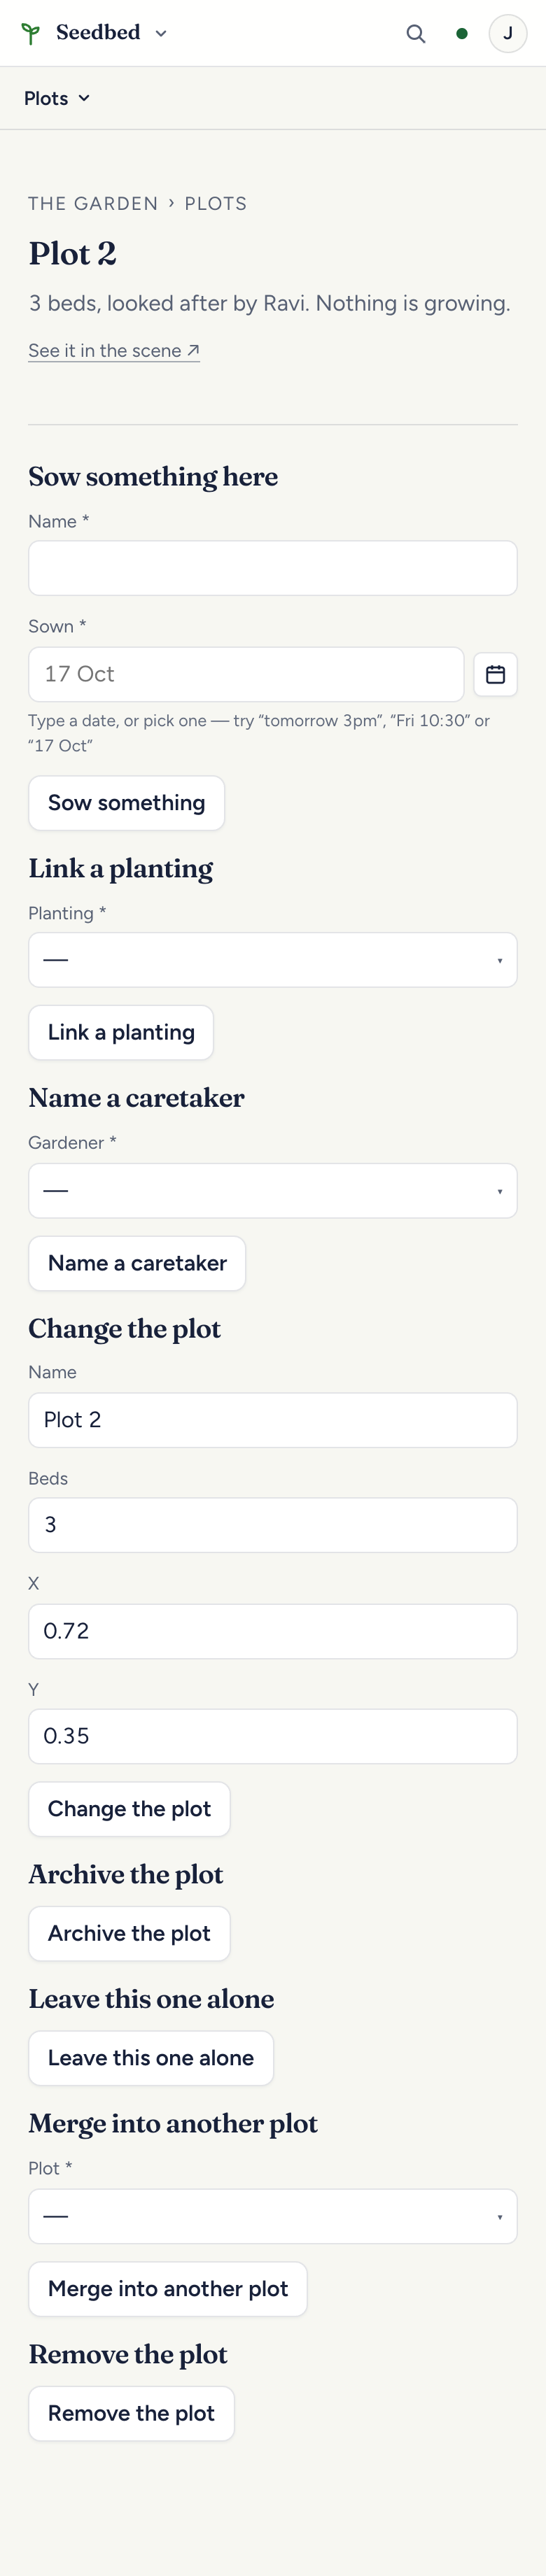 Seedbed
J
Plots
THE GARDEN › PLOTS
Plot 2
3 beds, looked after by Ravi. Nothing is growing.
See it in the scene ↗
Sow something here
Name *
Sown *
17 Oct
Type a date, or pick one — try “tomorrow 3pm”, “Fri 10:30” or
“17 Oct”
Sow something
Link a planting
Planting *
—
Link a planting
Name a caretaker
Gardener *
—
Name a caretaker
Change the plot
Name
Plot 2
Beds
3
X
0.72
Y
0.35
Change the plot
Archive the plot
Archive the plot
Leave this one alone
Leave this one alone
Merge into another plot
Plot *
—
Merge into another plot
Remove the plot
Remove the plot